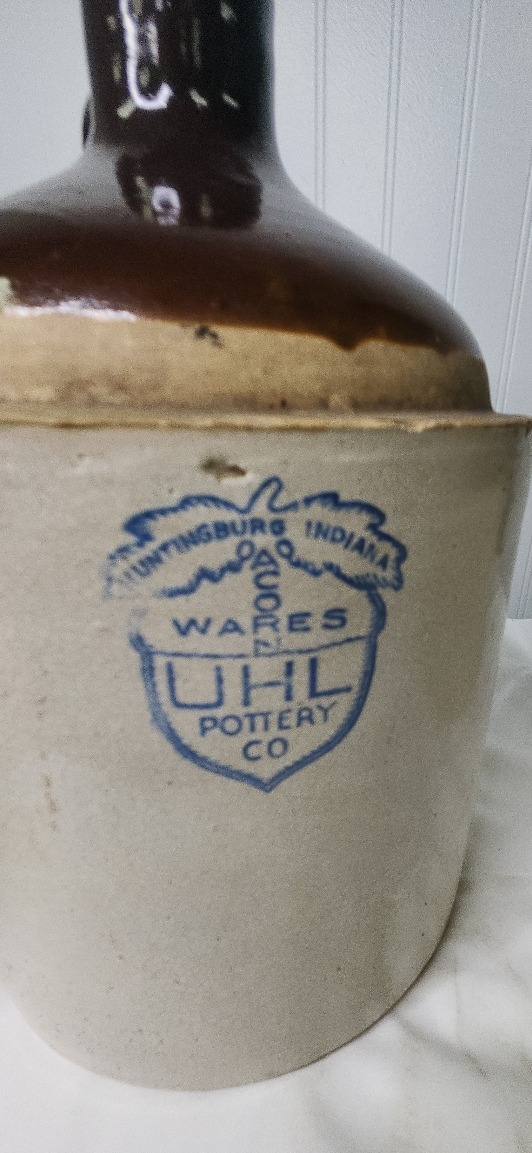 HUNTINGBURG INDIANA
ACORN
WARES
UHL
POTTERY
CO